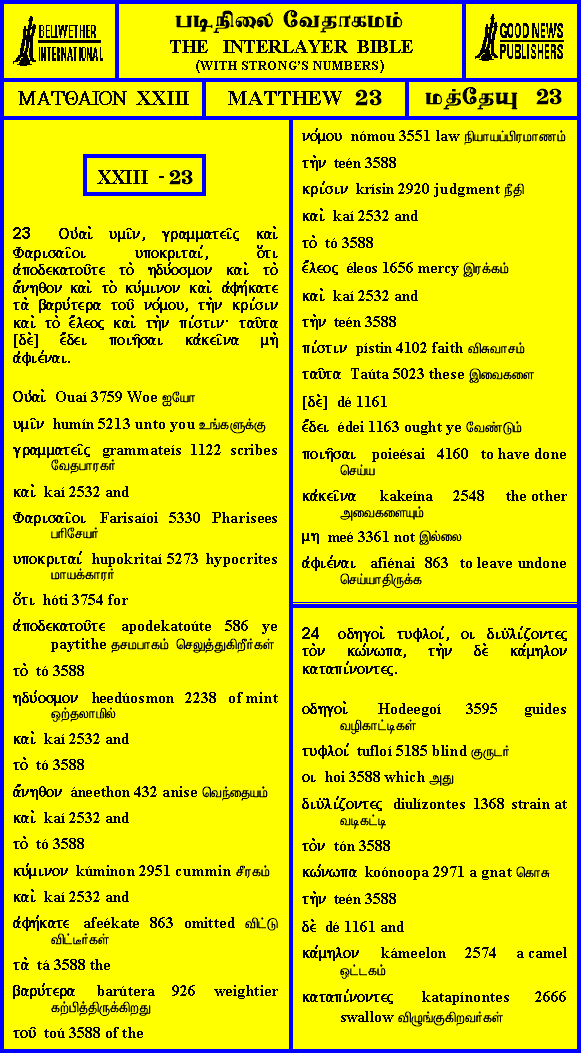 BELLWETHER
INTERNATIONAL
படிநிலை வேதாகமம்
THE INTERLAYER BIBLE
(WITH STRONG'S NUMBERS)
GOOD NEWS
PUBLISHERS
ΜΑΤΘΑΙΟΝ XXIII
MATTHEW 23
மத்தேயு 23
XXIII - 23
23 Οὐαὶ υμῖν, γραμματεῖς καὶ
Φαρισαῖοι υποκριταί, ὅτι
ἀποδεκατοῦτε τὸ ηδύοσμον καὶ τὸ
ἄνηθον καὶ τὸ κύμινον καὶ ἀφήκατε
τὰ βαρύτερα τοῦ νόμου, τὴν κρίσιν
καὶ τὸ ἔλεος καὶ τὴν πίστιν· ταῦτα
[δὲ] ἔδει ποιῆσαι κἀκεῖνα μὴ
ἀφιέναι.
Οὐαὶ Ouaí 3759 Woe ஐயோ
υμῖν humín 5213 unto you உங்களுக்கு
γραμματεῖς grammateís 1122 scribes
வேதபாரகர்
καὶ kaí 2532 and
Φαρισαῖοι Farisaíoi 5330 Pharisees
பரிசேயர்
υποκριταί hupokritaí 5273 hypocrites
மாயக்காரர்
ὅτι hóti 3754 for
ἀποδεκατοῦτε apodekatoúte 586 ye
paytithe தசமபாகம் செலுத்துகிறீர்கள்
τὸ tó 3588
ηδύοσμον heedúosmon 2238 of mint
ஒற்தலாமில்
καὶ kaí 2532 and
τὸ tó 3588
ἄνηθον áneethon 432 anise வெந்தையம்
καὶ kaí 2532 and
τὸ tó 3588
κύμινον kúminon 2951 cummin சீரகம்
καὶ kaí 2532 and
ἀφήκατε afeékate 863 omitted விட்டு
விட்டீர்கள்
τὰ tá 3588 the
βαρύτερα barútera 926 weightier
கற்பித்திருக்கிறது
τοῦ toú 3588 of the
νόμου nómou 3551 law நியாயப்பிரமாணம்
τὴν teén 3588
κρίσιν krísin 2920 judgment நீதி
καὶ kaí 2532 and
τὸ tó 3588
ἔλεος éleos 1656 mercy இரக்கம்
καὶ kaí 2532 and
τὴν teén 3588
πίστιν pístin 4102 faith விசுவாசம்
ταῦτα Taúta 5023 these இவைகளை
[δὲ] dé 1161
ἔδει édei 1163 ought ye வேண்டும்
ποιῆσαι poieésai 4160 to have done
செய்ய
κἀκεῖνα kakeína 2548 the other
அவைகளையும்
μη meé 3361 not இல்லை
ἀφιέναι afiénai 863 to leave undone
செய்யாதிருக்க
24 οδηγοὶ τυφλοί, οι διϋλίζοντες
τὸν κώνωπα, τὴν δὲ κάμηλον
καταπίνοντες.
οδηγοὶ Hodeegoí 3595 guides
வழிகாட்டிகள்
τυφλοί tufloí 5185 blind குருடர்
οι hoi 3588 which அது
διϋλίζοντες diulízontes 1368 strain at
வடிகட்டி
τὸν tón 3588
κώνωπα koónoopa 2971 a gnat கொசு
τὴν teén 3588
δὲ dé 1161 and
κάμηλον kámeelon 2574 a camel
ஒட்டகம்
καταπίνοντες katapínontes 2666
swallow விழுங்குகிறவர்கள்